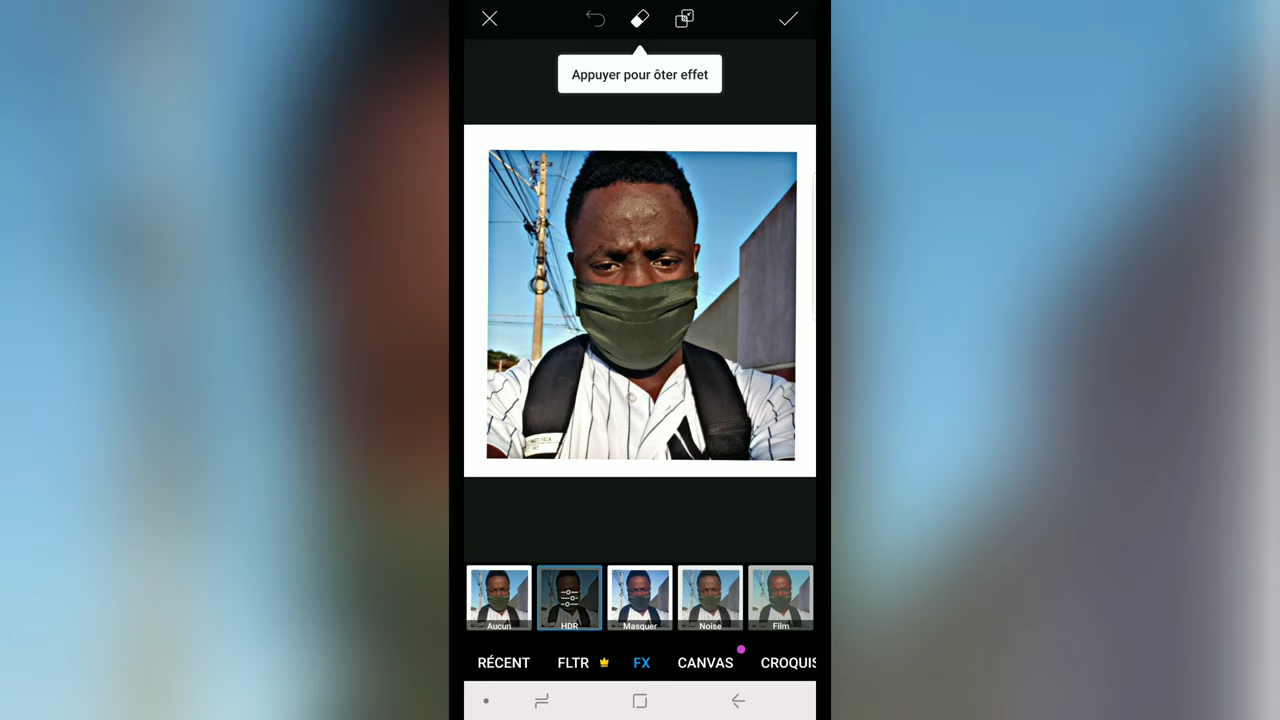 Appuyer pour ôter effet
Aucun
HDR
Masquer
Noise
Film
RÉCENT
FLTR
FX
CANVAS
CROQUIS